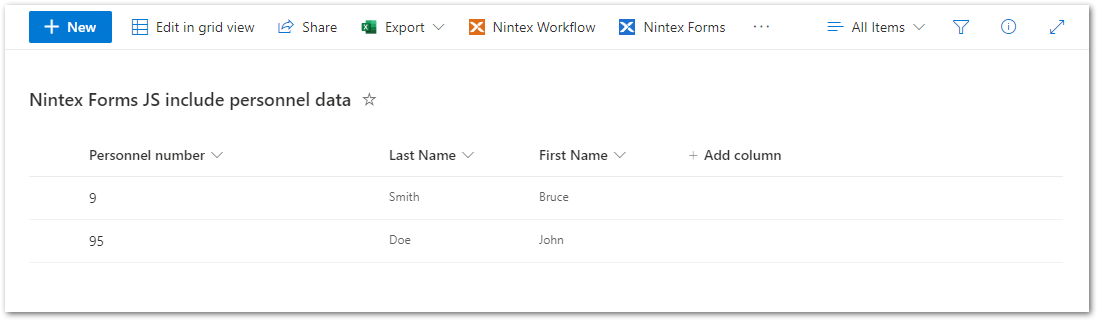 New Edit in grid view Share Export Nintex Workflow Nintex Forms ... All Items
Nintex Forms JS include personnel data
Personnel number Last Name First Name + Add column
9 Smith Bruce
95 Doe John